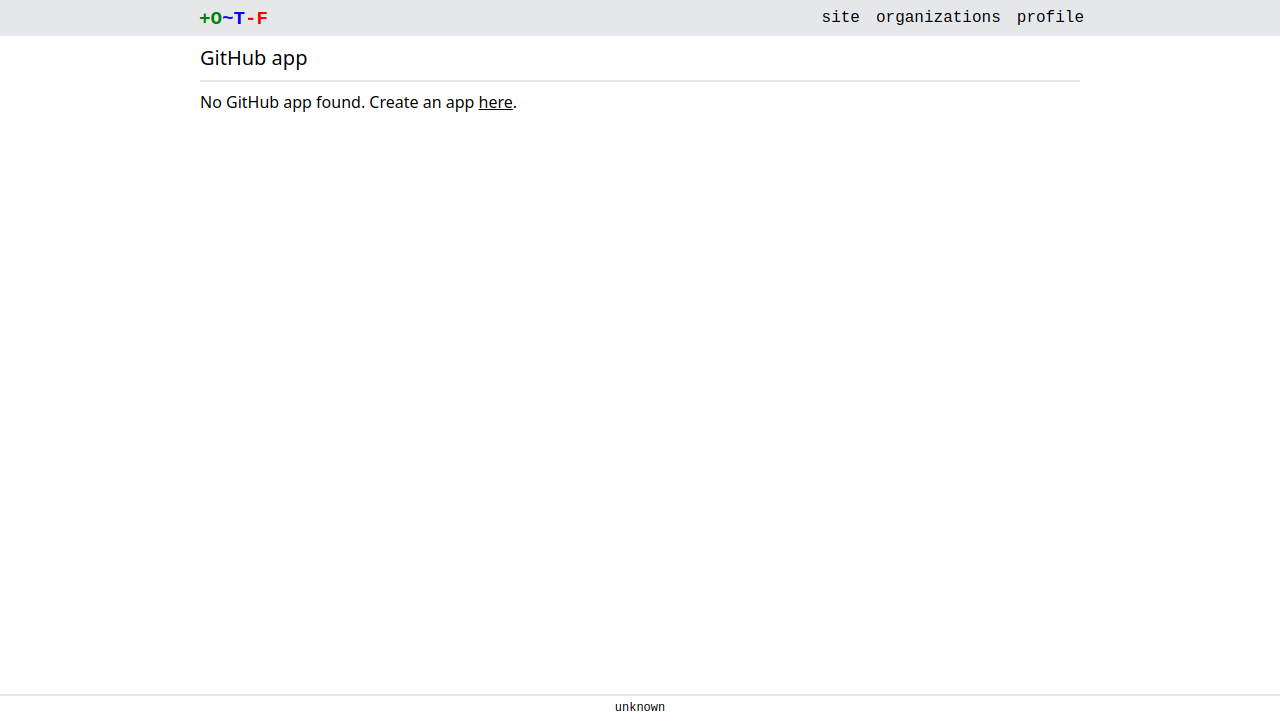 +O~T-F site organizations profile
GitHub app
No GitHub app found. Create an app here.
unknown